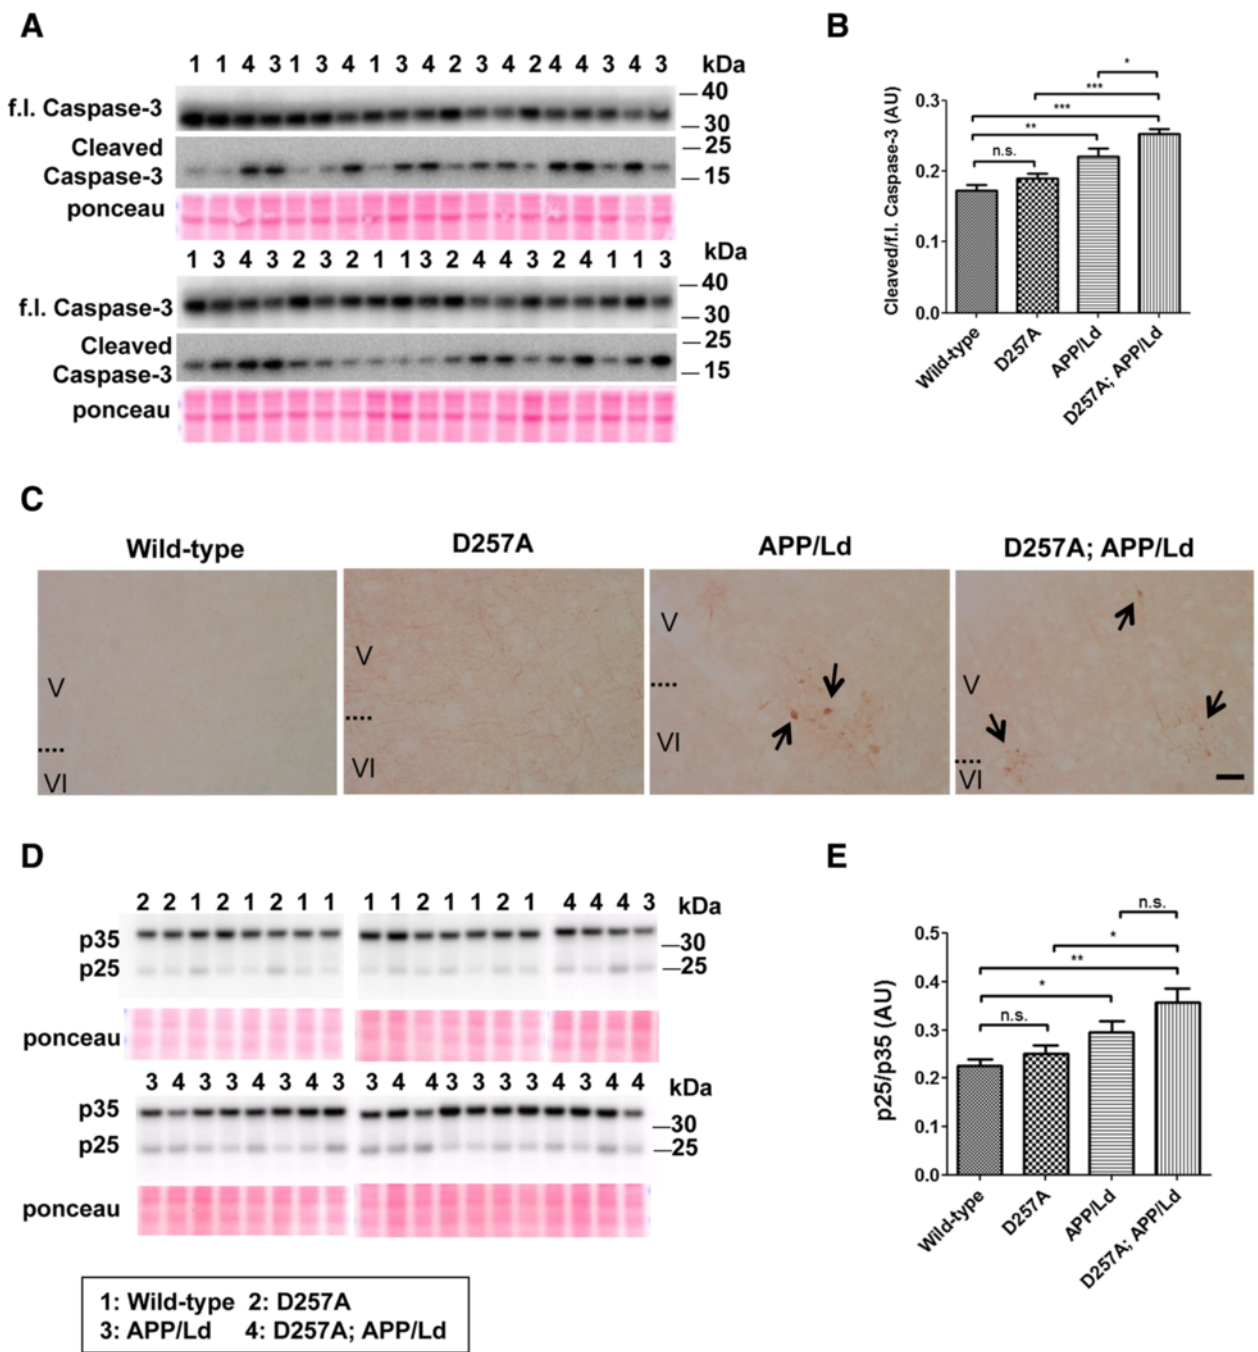 A
1 1 4 3 1 3 4 1 3 4 2 3 4 2 4 4 3 4 3 kDa
f.l. Caspase-3
40
30
Cleaved
Caspase-3
25
15
ponceau
1 3 4 3 2 3 2 1 1 3 2 4 4 3 2 4 1 1 3 kDa
f.l. Caspase-3
40
30
Cleaved
Caspase-3
25
15
ponceau
B
Cleaved/f.l. Caspase-3 (AU)
0.3
0.2
0.1
0.0
*
***
***
**
n.s.
Wild-type
D257A
APP/Ld
D257A; APP/Ld
C
Wild-type
D257A
APP/Ld
D257A; APP/Ld
V
VI
V
VI
V
VI
V
VI
D
2 2 1 2 1 2 1 1 1 1 2 1 1 2 1 4 4 4 3 kDa
p35
p25
30
25
ponceau
3 4 3 3 4 3 4 3 3 4 4 3 3 3 3 4 3 4 4 kDa
p35
p25
30
25
ponceau
E
p25/p35 (AU)
0.5
0.4
0.3
0.2
0.1
0.0
n.s.
*
**
*
n.s.
Wild-type
D257A
APP/Ld
D257A; APP/Ld
1: Wild-type 2: D257A
3: APP/Ld 4: D257A; APP/Ld